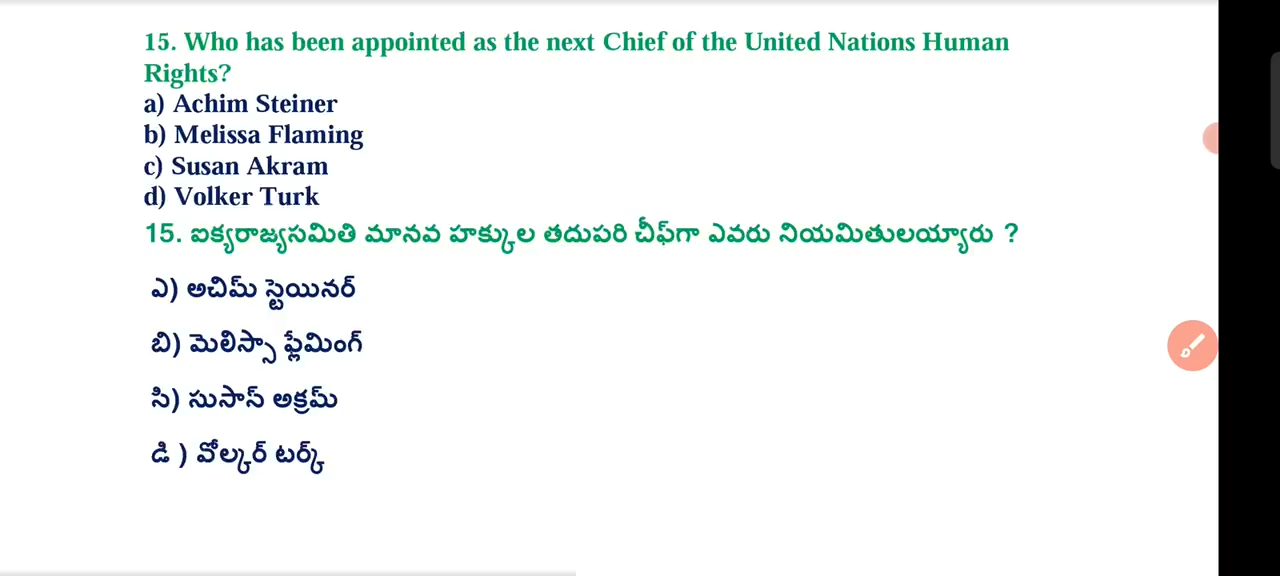 15. Who has been appointed as the next Chief of the United Nations Human
Rights?
a) Achim Steiner
b) Melissa Flaming
c) Susan Akram
d) Volker Turk
15. ఐక్యరాజ్యసమితి మానవ హక్కుల తదుపరి చీఫ్‌గా ఎవరు నియమితులయ్యారు ?
ఎ) అచిమ్ స్టెయినర్
బి) మెలిస్సా ఫ్లేమింగ్
సి) సుసాన్ అక్రమ్
డి ) వోల్కర్ టర్క్